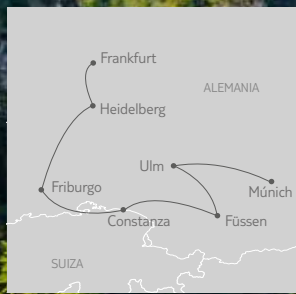 Frankfurt
ALEMANIA
Heidelberg
Ulm
Múnich
Friburgo
Constanza
Füssen
SUIZA